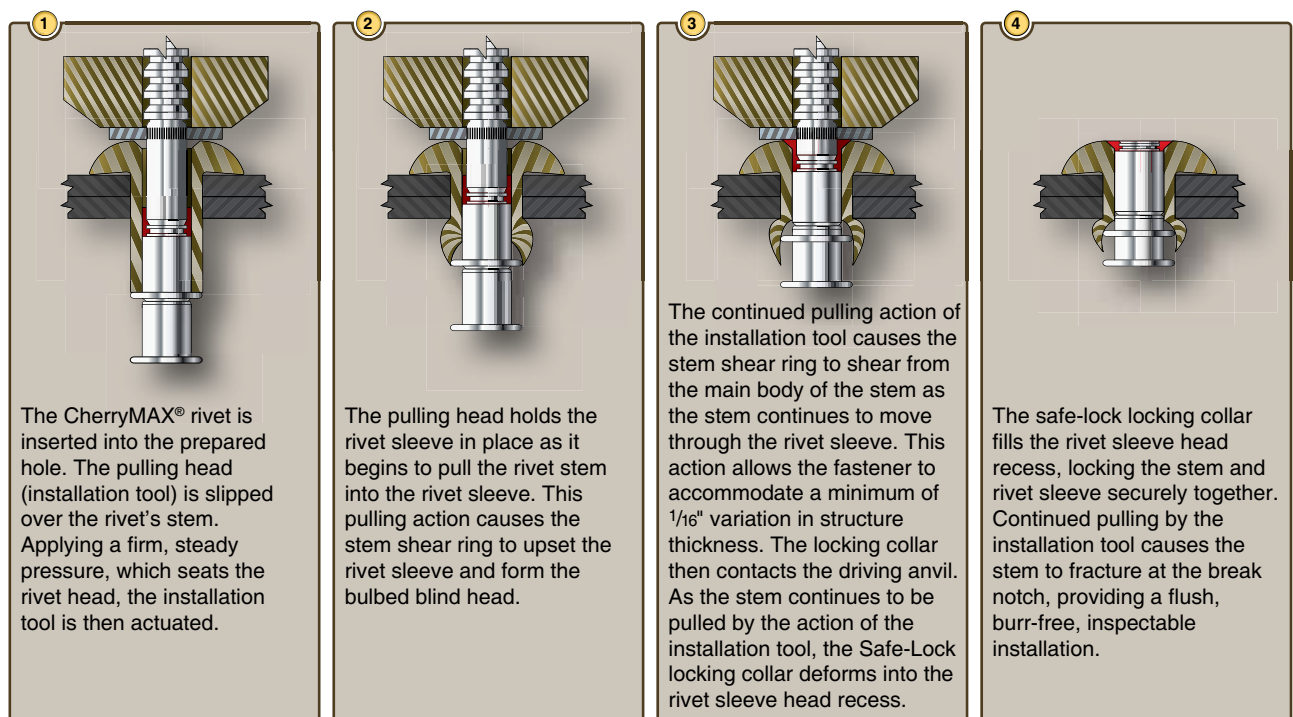 1
The CherryMAX® rivet is
inserted into the prepared
hole. The pulling head
(installation tool) is slipped
over the rivet's stem.
Applying a firm, steady
pressure, which seats the
rivet head, the installation
tool is then actuated.
2
The pulling head holds the
rivet sleeve in place as it
begins to pull the rivet stem
into the rivet sleeve. This
pulling action causes the
stem shear ring to upset the
rivet sleeve and form the
bulbed blind head.
3
The continued pulling action of
the installation tool causes the
stem shear ring to shear from
the main body of the stem as
the stem continues to move
through the rivet sleeve. This
action allows the fastener to
accommodate a minimum of
1/16" variation in structure
thickness. The locking collar
then contacts the driving anvil.
As the stem continues to be
pulled by the action of the
installation tool, the Safe-Lock
locking collar deforms into the
rivet sleeve head recess.
4
The safe-lock locking collar
fills the rivet sleeve head
recess, locking the stem and
rivet sleeve securely together.
Continued pulling by the
installation tool causes the
stem to fracture at the break
notch, providing a flush,
burr-free, inspectable
installation.